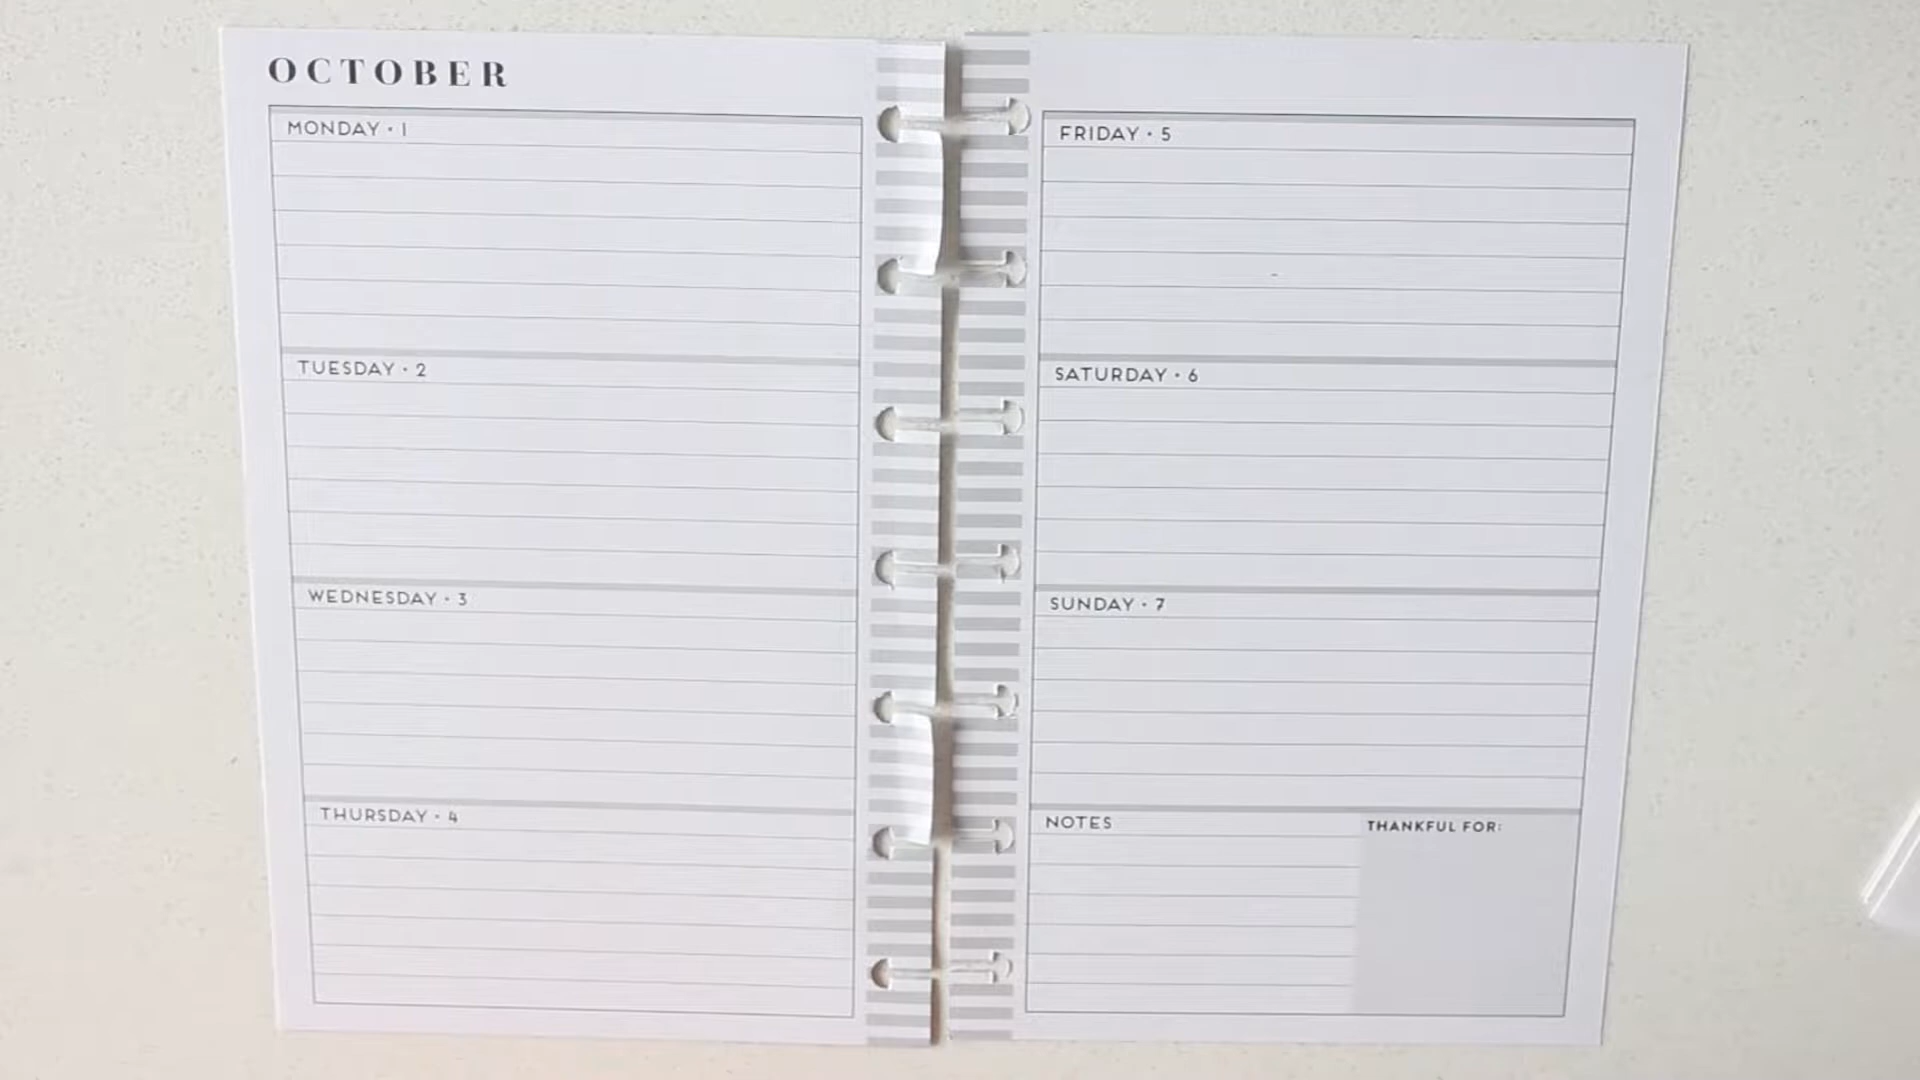 OCTOBER
MONDAY • 1
TUESDAY • 2
WEDNESDAY • 3
THURSDAY • 4
FRIDAY • 5
SATURDAY • 6
SUNDAY • 7
NOTES
THANKFUL FOR: